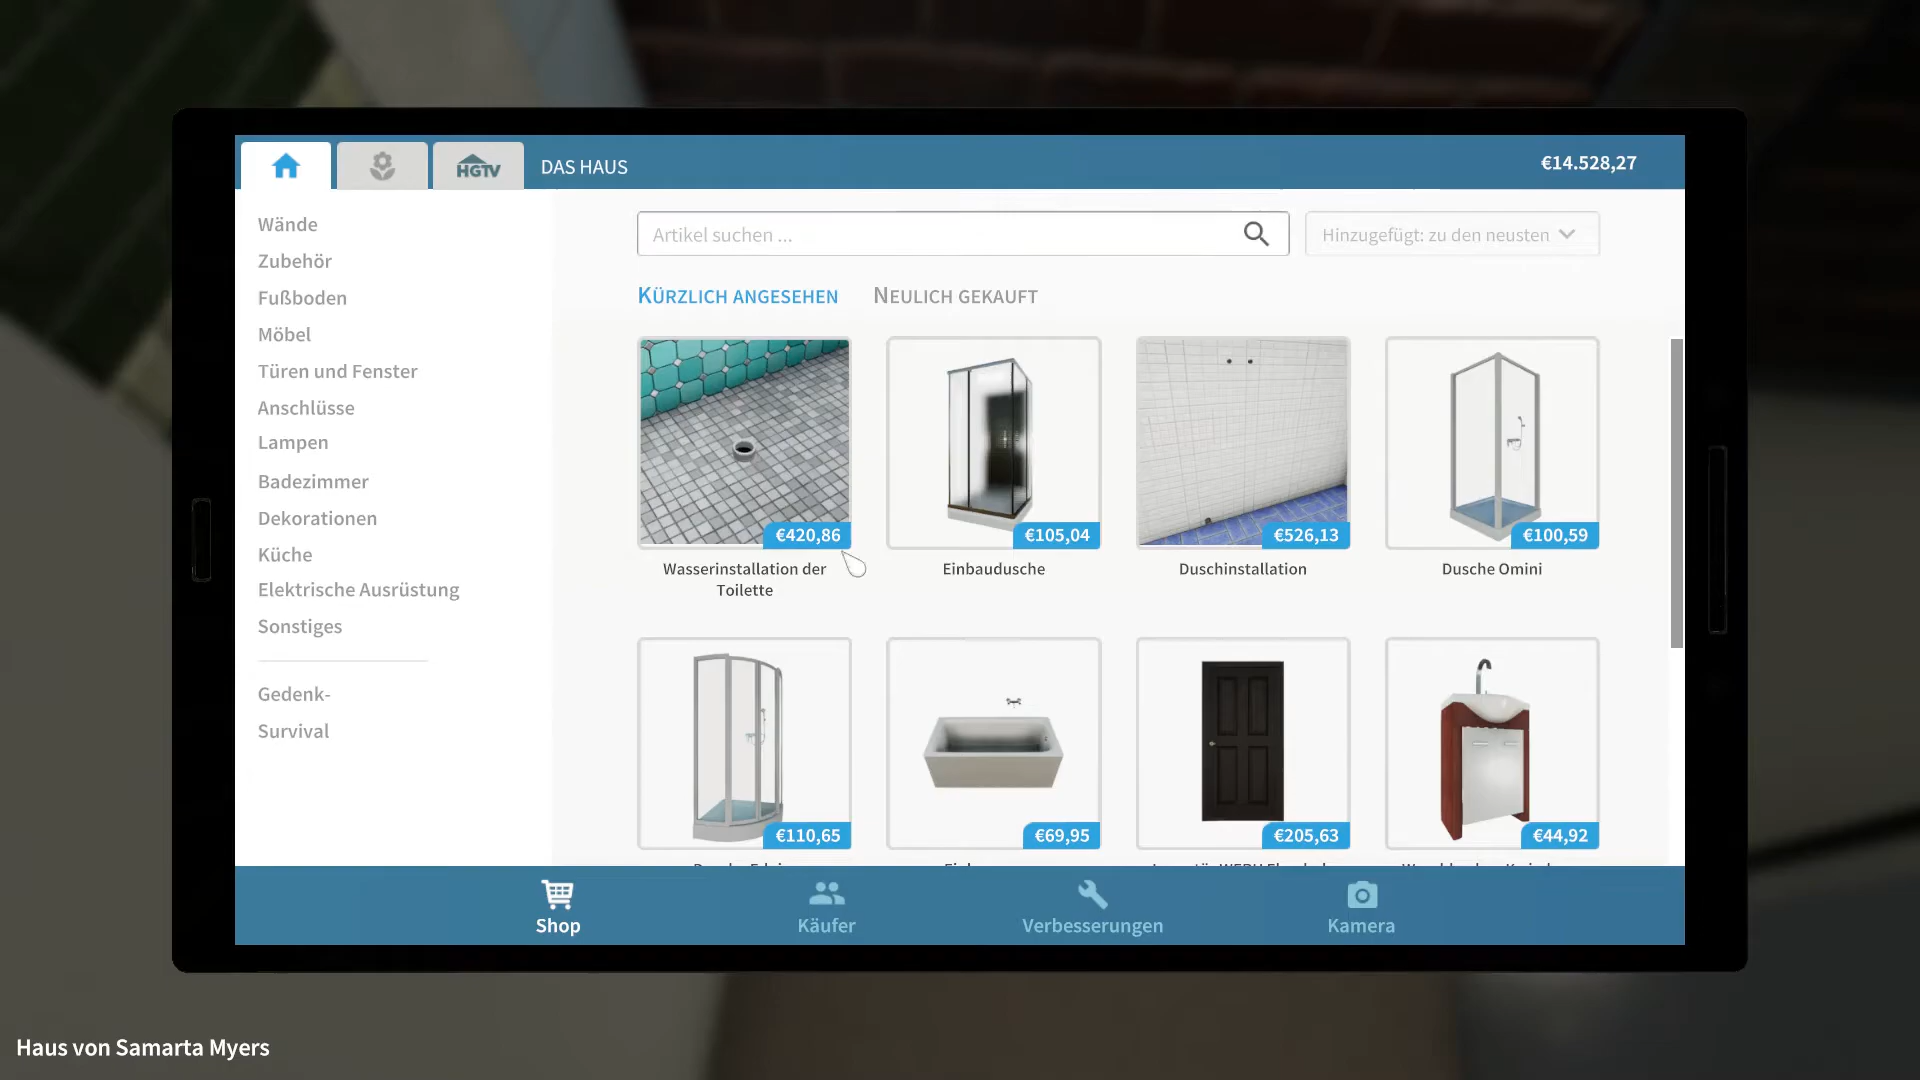 HGTV
DAS HAUS
€14.528,27
Wände
Zubehör
Fußboden
Möbel
Türen und Fenster
Anschlüsse
Lampen
Badezimmer
Dekorationen
Küche
Elektrische Ausrüstung
Sonstiges
Gedenk-
Survival
Artikel suchen ...
Hinzugefügt: zu den neusten
KÜRZLICH ANGESEHEN
NEULICH GEKAUFT
€420,86
€105,04
€526,13
€100,59
Wasserinstallation der
Toilette
Einbaudusche
Duschinstallation
Dusche Omini
€110,65
€69,95
€205,63
€44,92
Shop
Käufer
Verbesserungen
Kamera
Haus von Samarta Myers